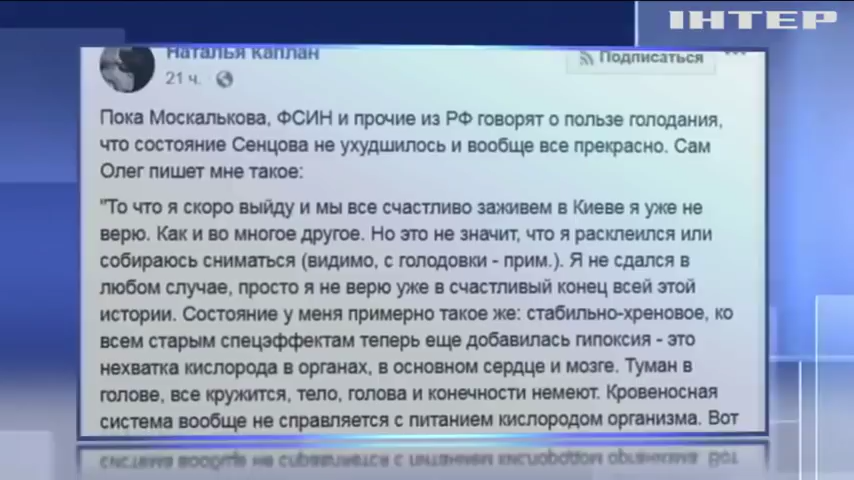 ІНТЕР
Наталья Каплан
21 ч.
Подписаться
Пока Москалькова, ФСИН и прочие из РФ говорят о пользе голодания,
что состояние Сенцова не ухудшилось и вообще все прекрасно. Сам
Олег пишет мне такое:
"То что я скоро выйду и мы все счастливо заживем в Киеве я уже не
верю. Как и во многое другое. Но это не значит, что я расклеился или
собираюсь сниматься (видимо, с голодовки - прим.). Я не сдался в
любом случае, просто я не верю уже в счастливый конец всей этой
истории. Состояние у меня примерно такое же: стабильно-хреновое, ко
всем старым спецэффектам теперь еще добавилась гипоксия - это
нехватка кислорода в органах, в основном сердце и мозге. Туман в
голове, все кружится, тело, голова и конечности немеют. Кровеносная
система вообще не справляется с питанием кислородом организма. Вот